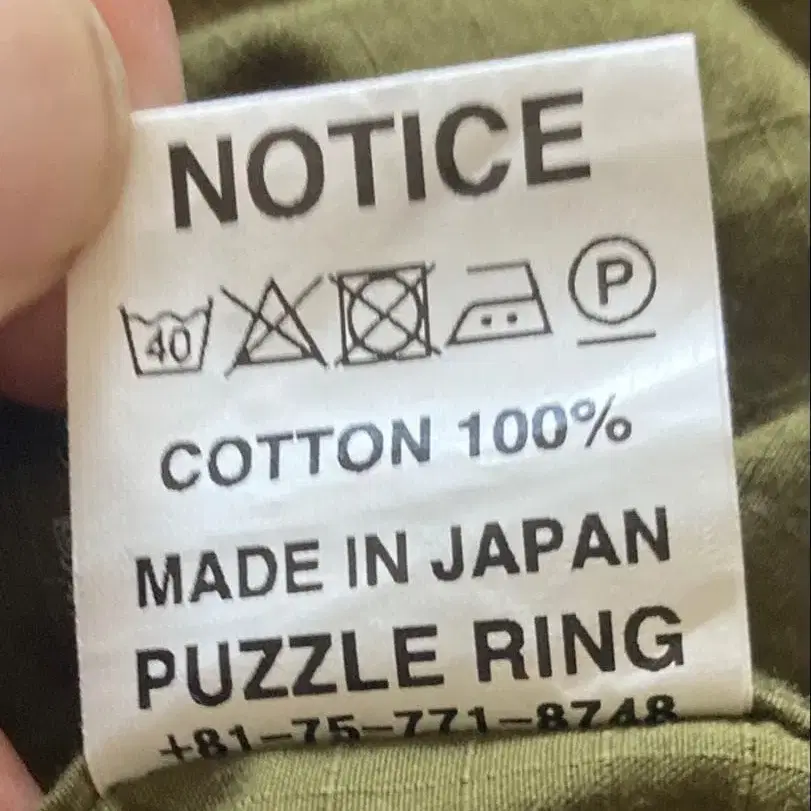 NOTICE
40 P
COTTON 100%
MADE IN JAPAN
PUZZLE RING
+81-75-771-8748